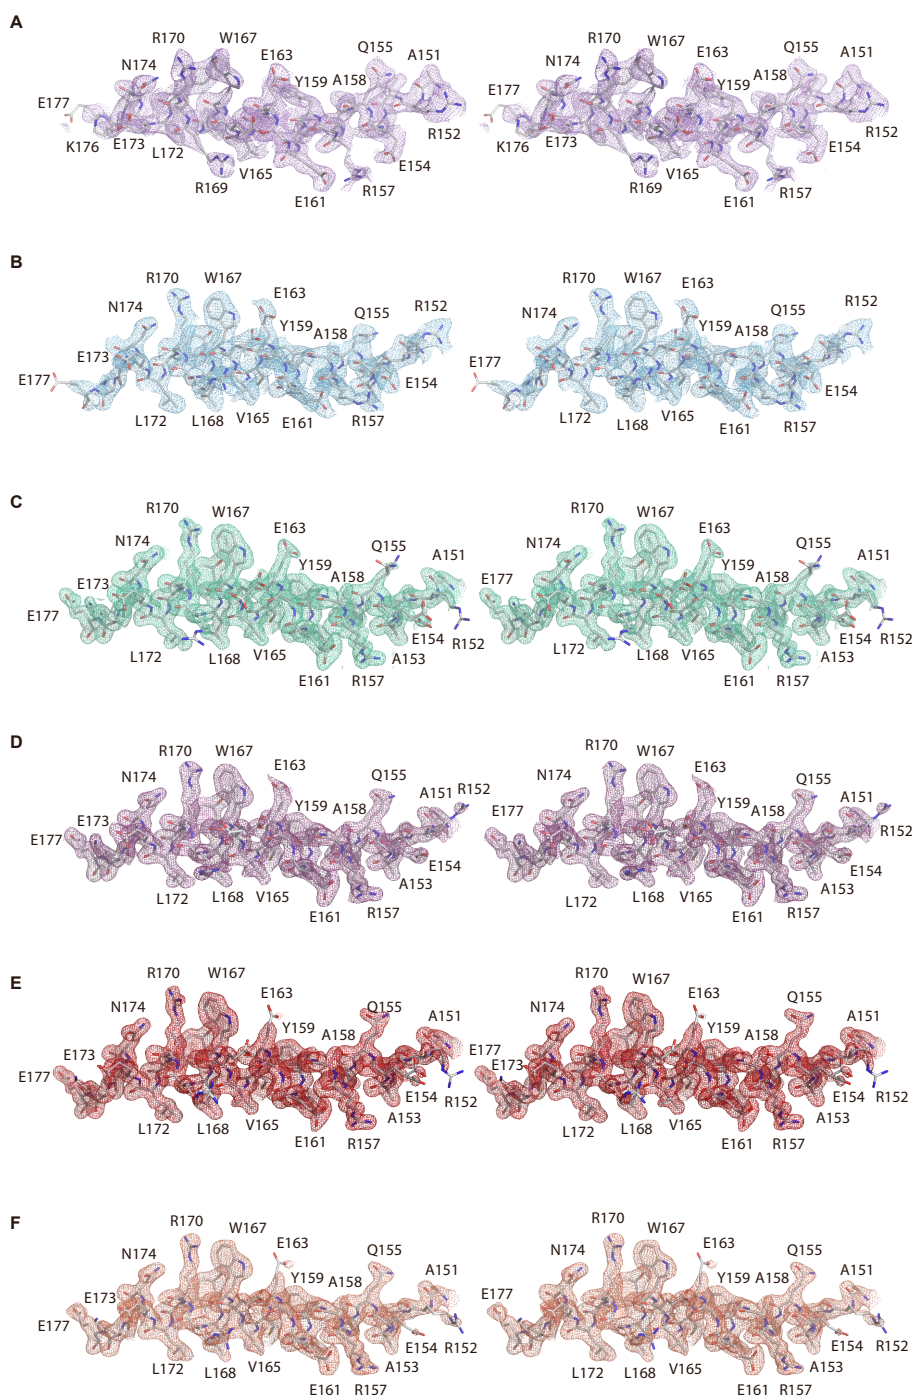 A
R170 W167 E163 Q155 A151
N174 Y159 A158
E177
K176 E173 L172 R169 V165 E161 R157 E154 R152
R170 W167 E163 Q155 A151
N174 Y159 A158
E177
K176 E173 L172 R169 V165 E161 R157 E154 R152
B
R170 W167 E163 Q155 R152
N174 Y159 A158
E173
E177
L172 L168 V165 E161 R157 E154
R170 W167 E163 Q155 R152
N174 Y159 A158
E177
L172 L168 V165 E161 R157 E154
C
R170 W167 E163 Q155 A151
N174 Y159 A158
E173
E177
L172 L168 V165 E161 R157 A153 E154 R152
R170 W167 E163 Q155 A151
N174 Y159 A158
E177 E173
L172 L168 V165 E161 R157 A153 E154 R152
D
R170 W167 E163 Q155 A151 R152
N174 Y159 A158
E173
E177
L172 L168 V165 E161 R157 A153 E154
R170 W167 E163 Q155 A151
N174 Y159 A158
E173
E177
L172 L168 V165 E161 R157 A153 E154 R152
E
R170 W167 E163 Q155 A151
N174 Y159 A158
E173
E177
L172 L168 V165 E161 R157 A153 E154 R152
R170 W167 E163 Q155 A151
N174 Y159 A158
E173
E177
L172 L168 V165 E161 R157 A153 E154 R152
F
R170 W167 E163 Q155 A151
N174 Y159 A158
E173
E177
L172 L168 V165 E161 R157 A153 E154 R152
R170 W167 E163 Q155 A151
N174 Y159 A158
E177 E173
L172 L168 V165 E161 R157 A153 E154 R152